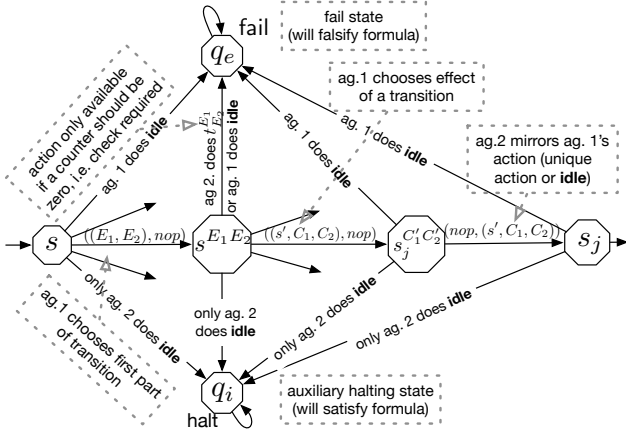 fail
fail state
(will falsify formula)
q_e
ag.1 chooses effect
of a transition
action only available
if a counter should be
zero, i.e. check required
ag. 1 does idle
ag 2. does t^{E_1}_{E_2}
or ag. 1 does idle
ag. 1 does idle
ag. 1 does idle
ag.2 mirrors ag. 1's
action (unique
action or idle)
s
((E_1, E_2), nop)
s^{E_1 E_2}
((s', C_1, C_2), nop)
s_j^{C'_1 C'_2}
(nop, (s', C_1, C_2))
s_j
ag.1 chooses first part
of transition
only ag. 2 does idle
only ag. 2
does idle
only ag. 2 does idle
only ag. 2 does idle
q_i
halt
auxiliary halting state
(will satisfy formula)